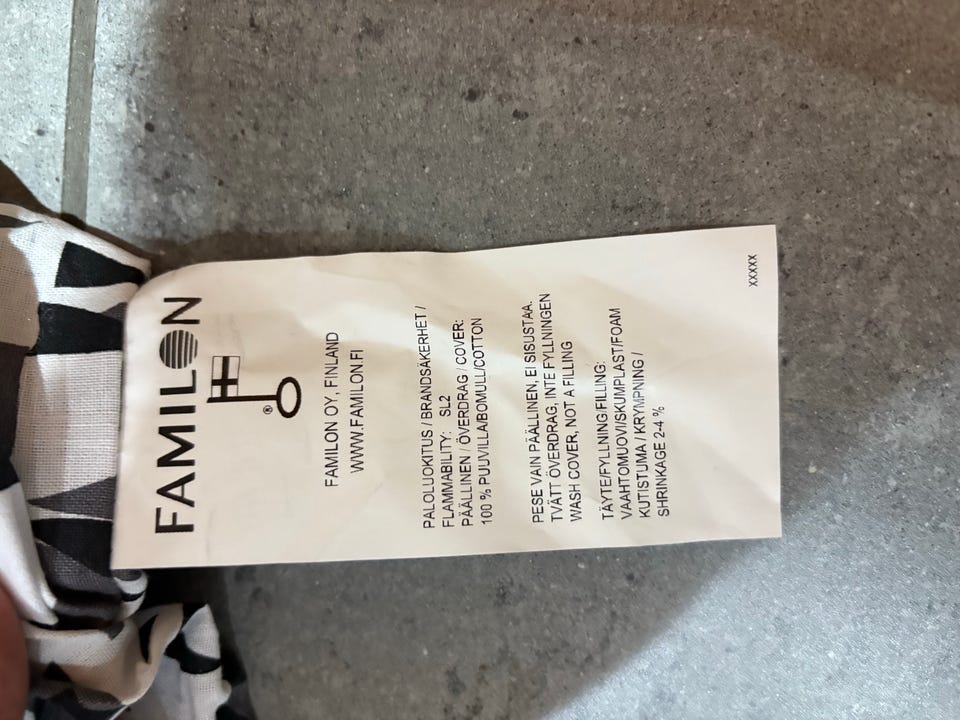 FAMILON
®
FAMILON OY, FINLAND
WWW.FAMILON.FI
PALOLUOKITUS / BRANDSÄKERHET /
FLAMMABILITY: SL2
PÄÄLLINEN / ÖVERDRAG / COVER:
100 % PUUVILLA/BOMULL/COTTON
PESE VAIN PÄÄLLINEN, EI SISUSTAA.
TVÄTT ÖVERDRAG, INTE FYLLNINGEN
WASH COVER, NOT A FILLING
TÄYTE/FYLLNING/FILLING:
VAAHTOMUOVI/SKUMPLAST/FOAM
KUTISTUMA / KRYMPNING /
SHRINKAGE 2-4 %
XXXXX